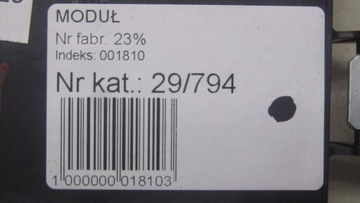 MODUŁ
Nr fabr. 23%
Indeks: 001810
Nr kat.: 29/794
1 000000 018103